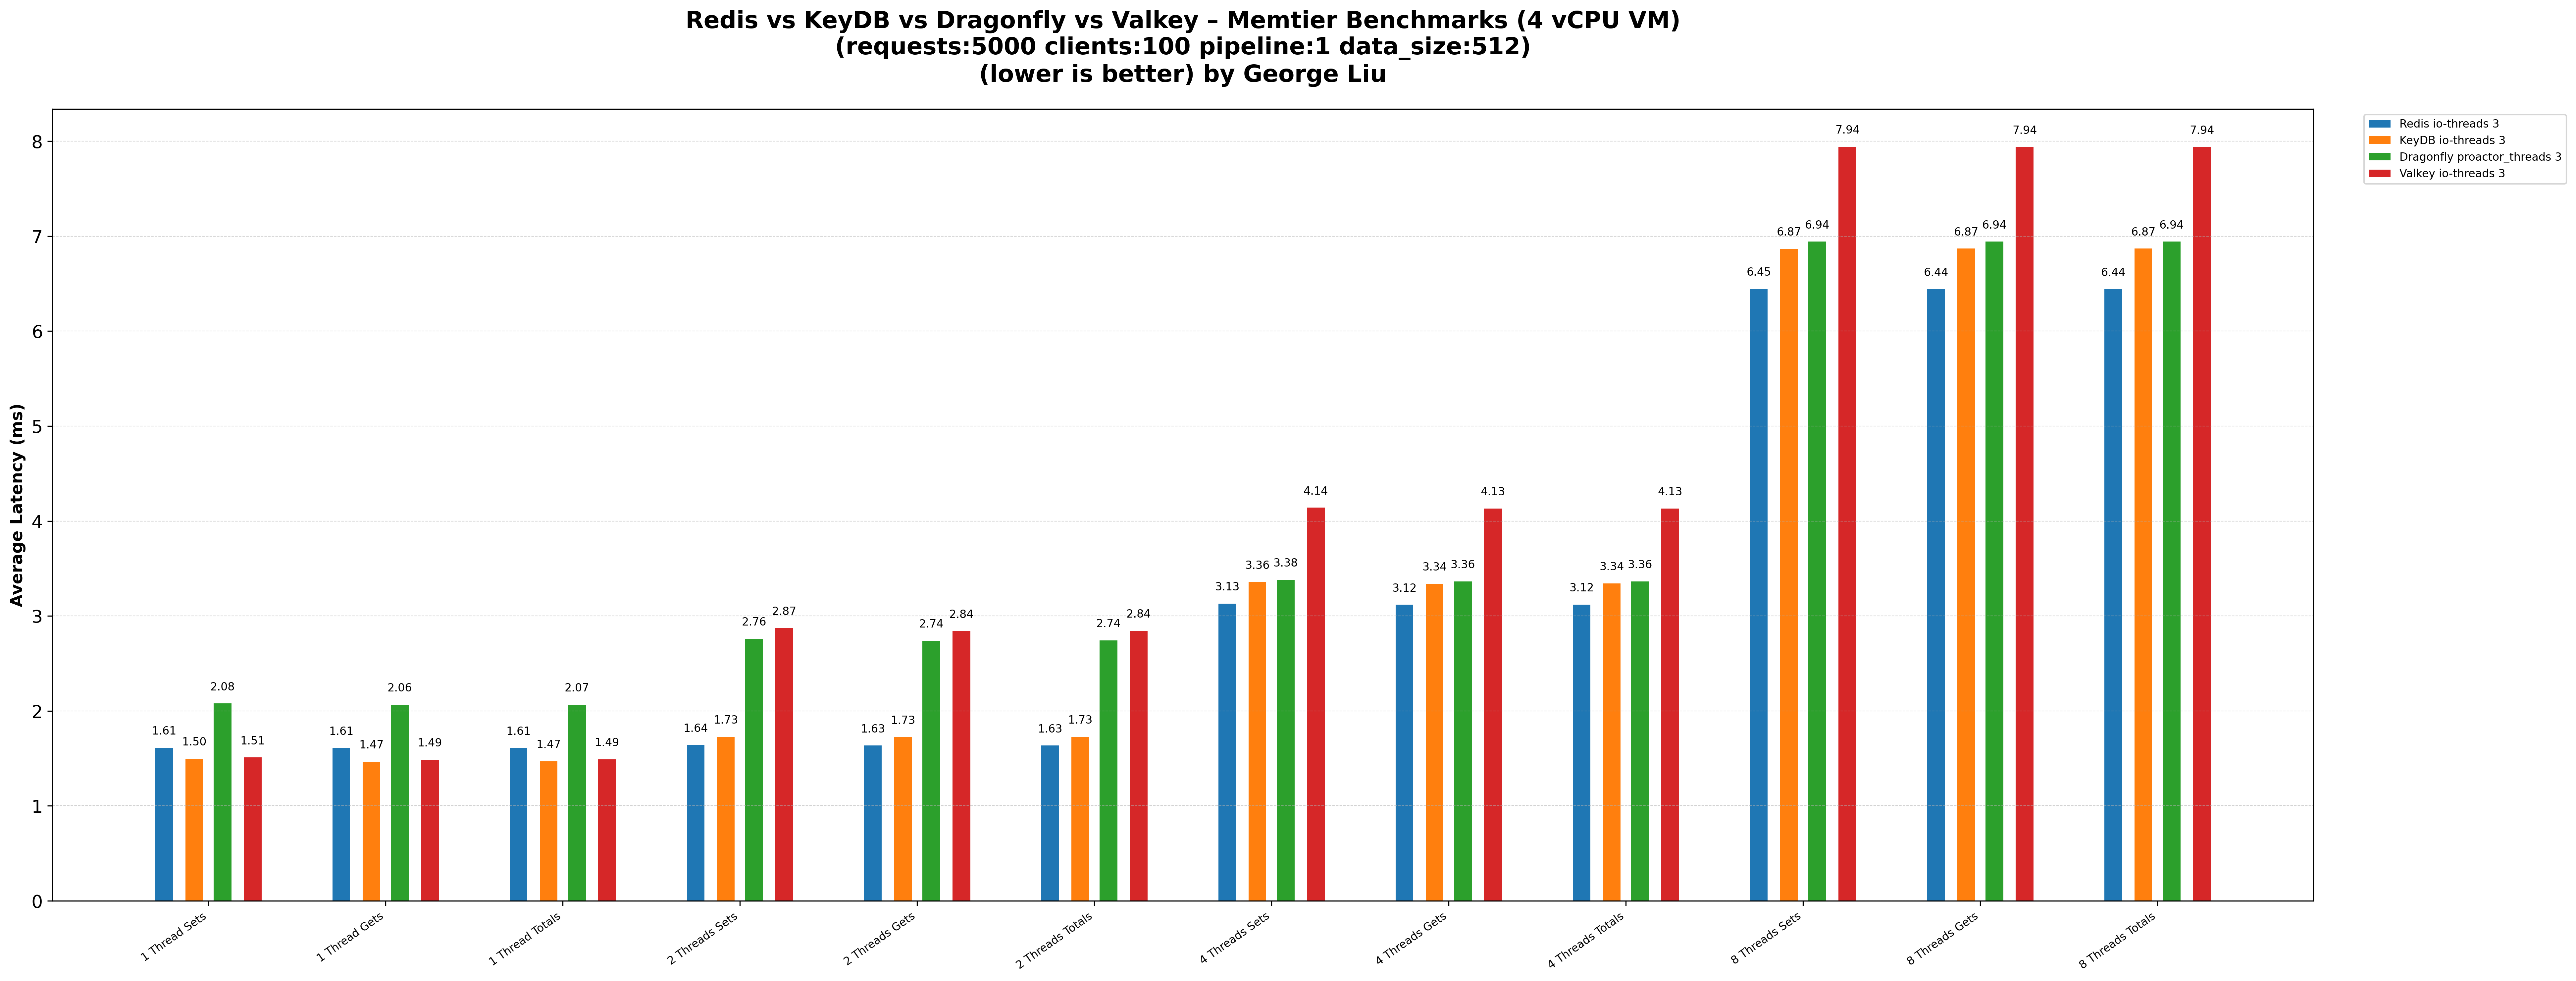 Redis vs KeyDB vs Dragonfly vs Valkey – Memtier Benchmarks (4 vCPU VM)
(requests:5000 clients:100 pipeline:1 data_size:512)
(lower is better) by George Liu
Redis io-threads 3
KeyDB io-threads 3
Dragonfly proactor_threads 3
Valkey io-threads 3
Average Latency (ms)
8
7
6
5
4
3
2
1
0
1.61 1.50 2.08 1.51
1.61 1.47 2.06 1.49
1.61 1.47 2.07 1.49
1.64 1.73 2.76 2.87
1.63 1.73 2.74 2.84
1.63 1.73 2.74 2.84
3.13 3.36 3.38 4.14
3.12 3.34 3.36 4.13
3.12 3.34 3.36 4.13
6.45 6.87 6.94 7.94
6.44 6.87 6.94 7.94
6.44 6.87 6.94 7.94
1 Thread Sets
1 Thread Gets
1 Thread Totals
2 Threads Sets
2 Threads Gets
2 Threads Totals
4 Threads Sets
4 Threads Gets
4 Threads Totals
8 Threads Sets
8 Threads Gets
8 Threads Totals